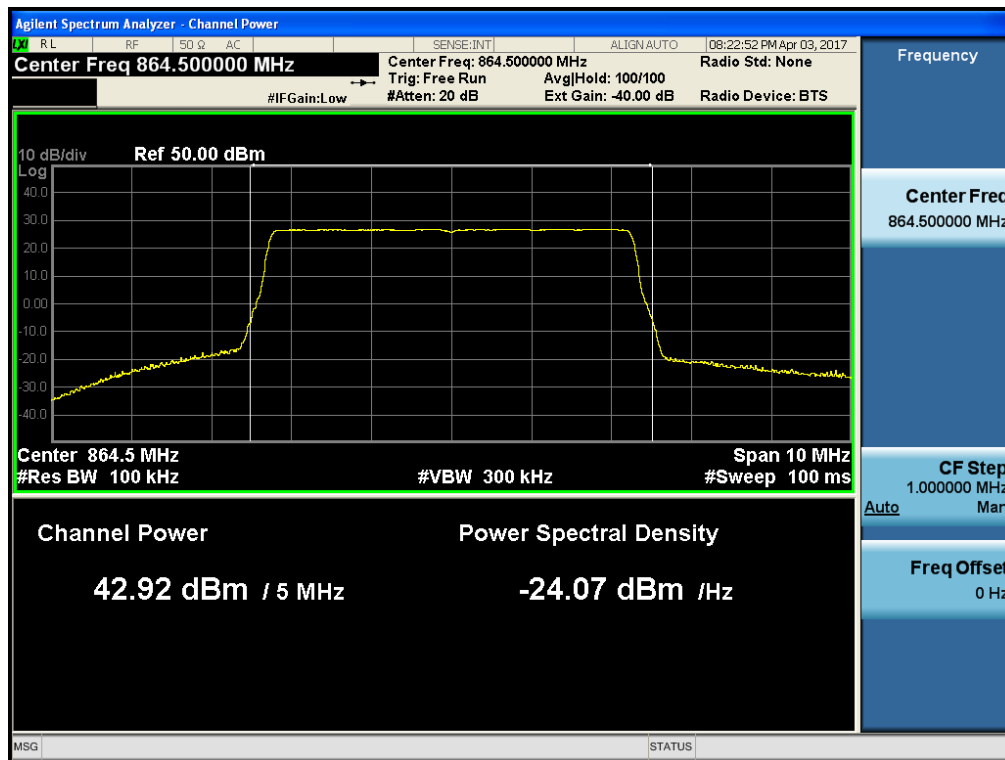 Agilent Spectrum Analyzer - Channel Power
LXI RL RF 50 Ω AC SENSE:INT ALIGN AUTO 08:22:52 PM Apr 03, 2017
Center Freq 864.500000 MHz
Center Freq: 864.500000 MHz Radio Std: None
Trig: Free Run Avg|Hold: 100/100
#IFGain:Low #Atten: 20 dB Ext Gain: -40.00 dB Radio Device: BTS
10 dB/div Ref 50.00 dBm
Log
40.0
30.0
20.0
10.0
0.00
-10.0
-20.0
-30.0
-40.0
Center 864.5 MHz Span 10 MHz
#Res BW 100 kHz #VBW 300 kHz #Sweep 100 ms
Channel Power Power Spectral Density
42.92 dBm / 5 MHz -24.07 dBm /Hz
MSG STATUS
Frequency
Center Freq
864.500000 MHz
CF Step
1.000000 MHz
Auto Man
Freq Offset
0 Hz